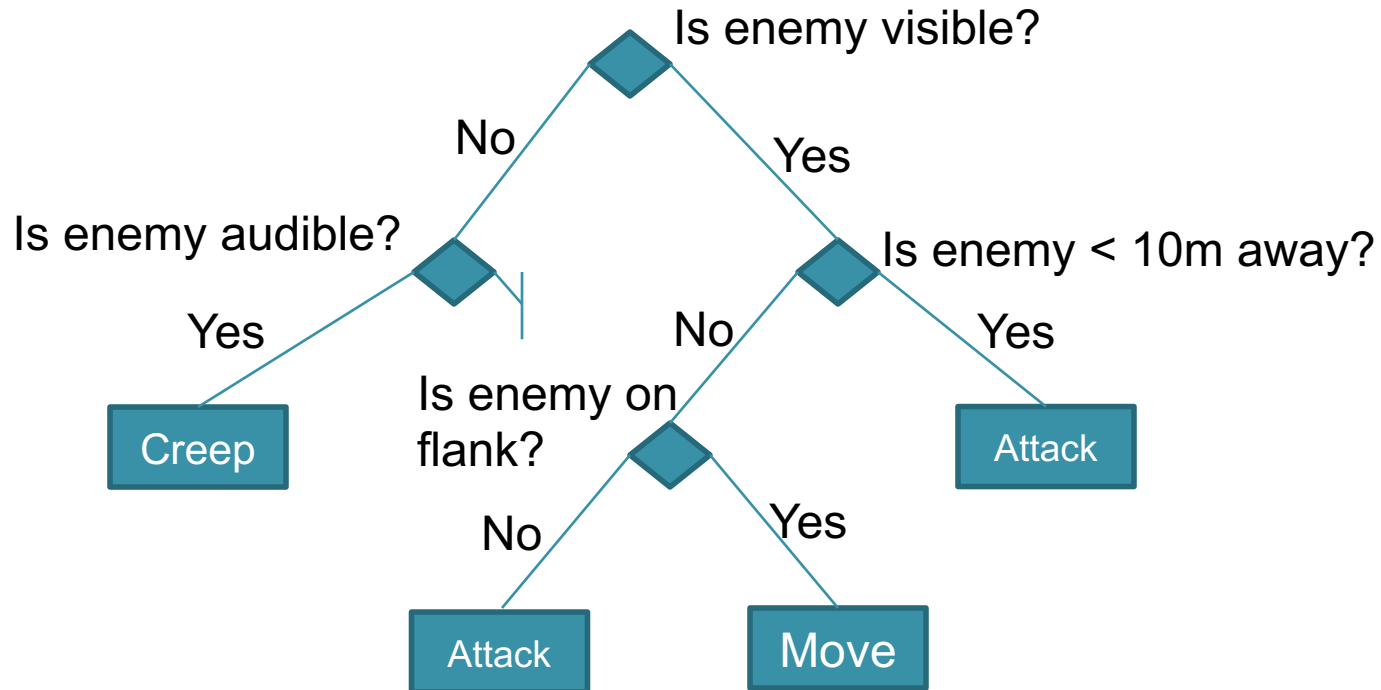 Is enemy visible?
No
Yes
Is enemy audible?
Is enemy < 10m away?
Yes
No
Yes
Is enemy on
flank?
Creep
Attack
No
Yes
Attack
Move